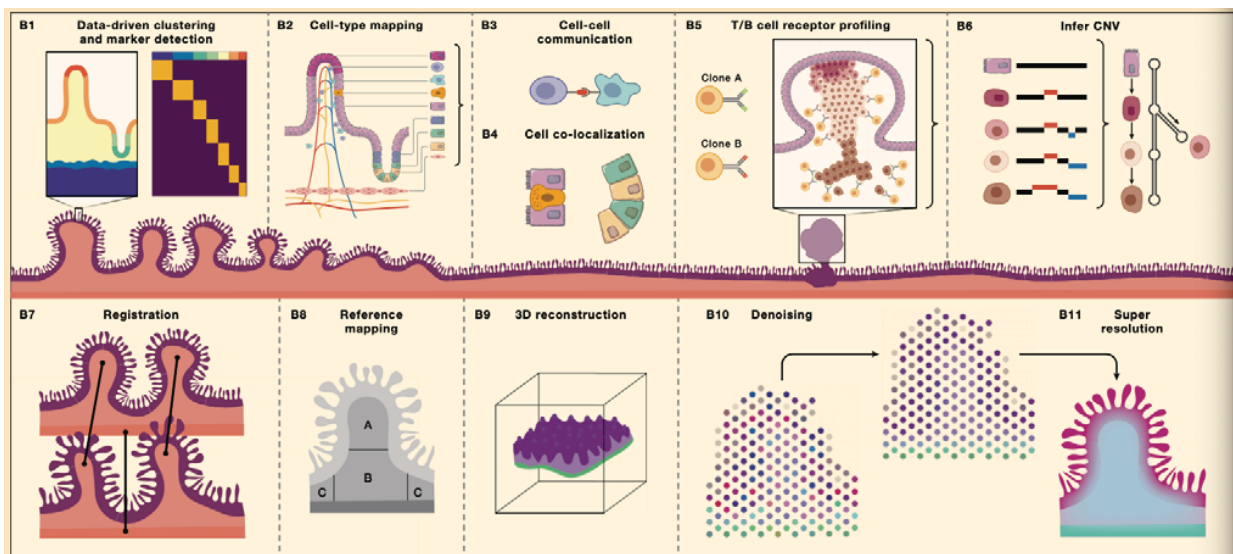 B1 Data-driven clustering
and marker detection
B2 Cell-type mapping
B3 Cell-cell
communication
B4 Cell co-localization
B5 T/B cell receptor profiling
Clone A
Clone B
B6 Infer CNV
B7 Registration
B8 Reference
mapping
A
B
C
C
B9 3D reconstruction
B10 Denoising
B11 Super
resolution